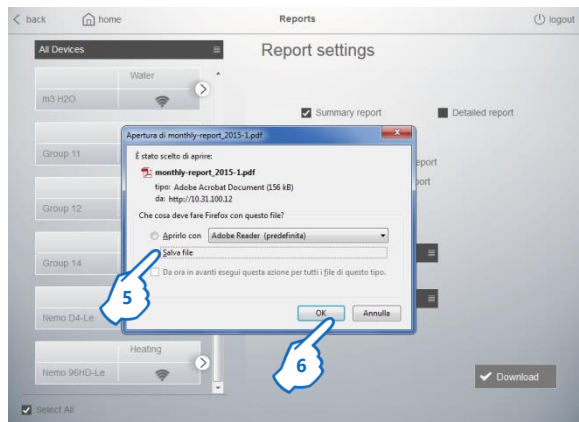 back
home
Reports
logout
All Devices
Report settings
Water
m3 H2O
Summary report
Detailed report
Apertura di monthly-report_2015-1.pdf
Group 11
È stato scelto di aprire:
monthly-report_2015-1.pdf
tipo: Adobe Acrobat Document (156 kB)
da: http://10.31.100.12
eport
port
Group 12
Che cosa deve fare Firefox con questo file?
Aprirlo con
Adobe Reader (predefinita)
Salva file
Group 14
Da ora in avanti esegui questa azione per tutti i file di questo tipo.
5
OK
Annulla
Nemo D4-Le
6
Heating
Nemo 96HD-Le
Download
Select All